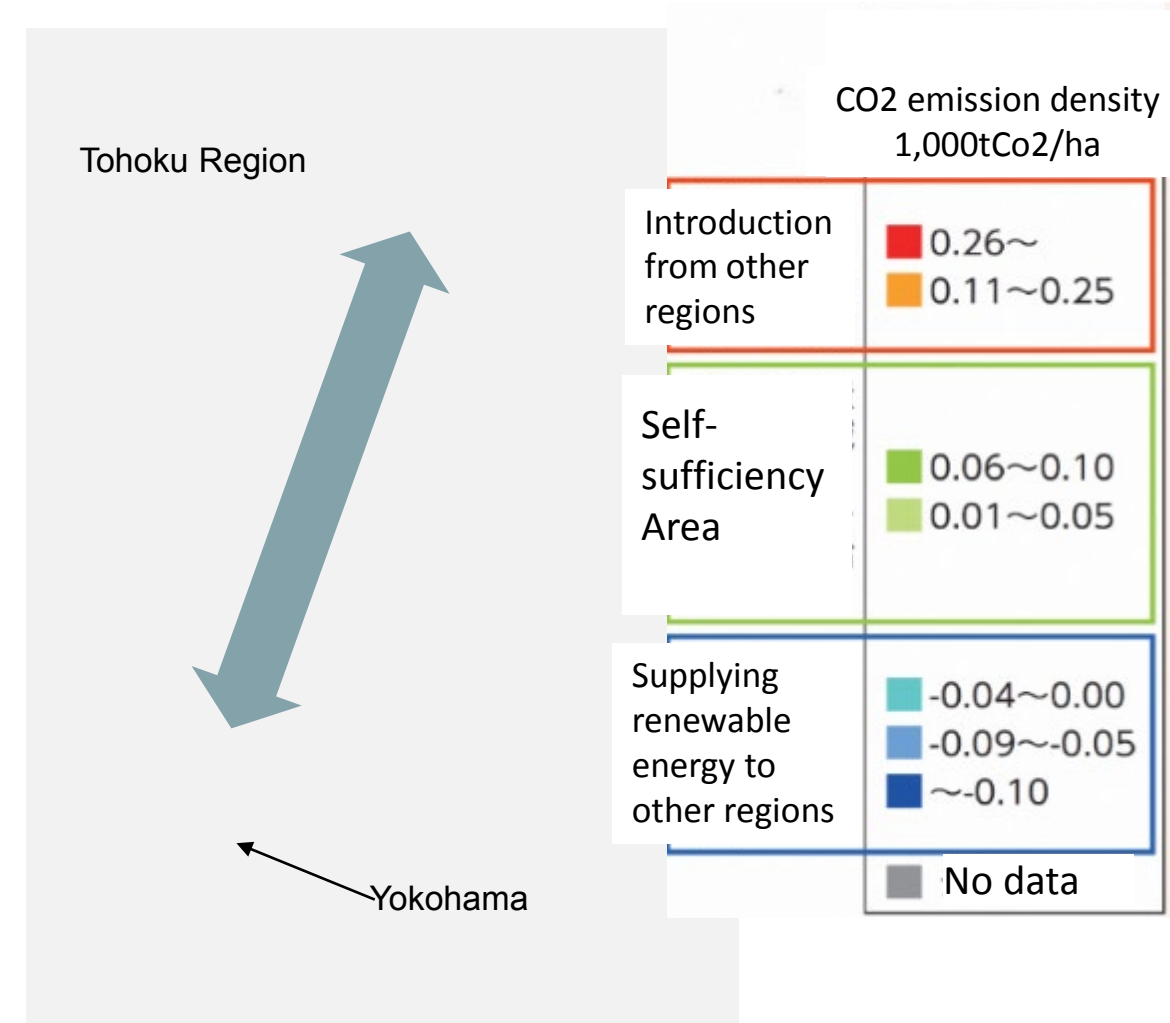 Tohoku Region
Yokohama
CO2 emission density
1,000tCo2/ha
Introduction
from other
regions
0.26～
0.11～0.25
Self-
sufficiency
Area
0.06～0.10
0.01～0.05
Supplying
renewable
energy to
other regions
-0.04～0.00
-0.09～-0.05
～-0.10
No data